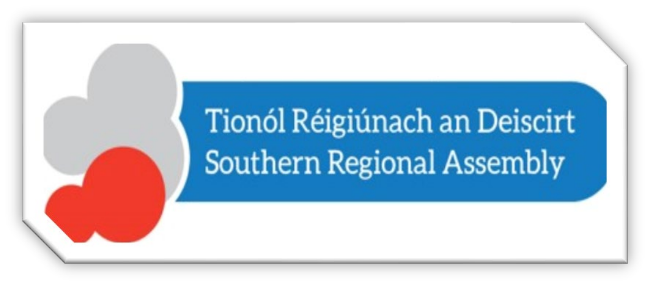 Tionól Réigiúnach an Deiscirt
Southern Regional Assembly